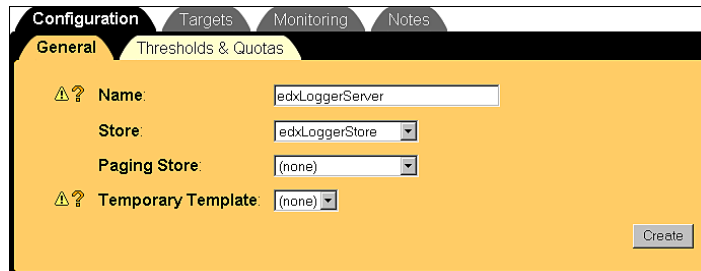 Configuration Targets Monitoring Notes
General Thresholds & Quotas
Name: edxLoggerServer
Store: edxLoggerStore
Paging Store: (none)
Temporary Template: (none)
Create